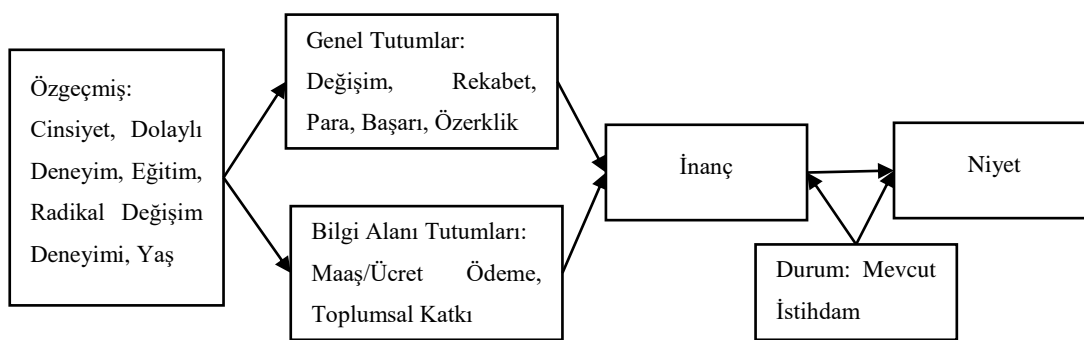 Özgeçmiş:
Cinsiyet, Dolaylı
Deneyim, Eğitim,
Radikal Değişim
Deneyimi, Yaş
Genel Tutumlar:
Değişim, Rekabet,
Para, Başarı, Özerklik
Bilgi Alanı Tutumları:
Maaş/Ücret Ödeme,
Toplumsal Katkı
İnanç
Niyet
Durum: Mevcut
İstihdam